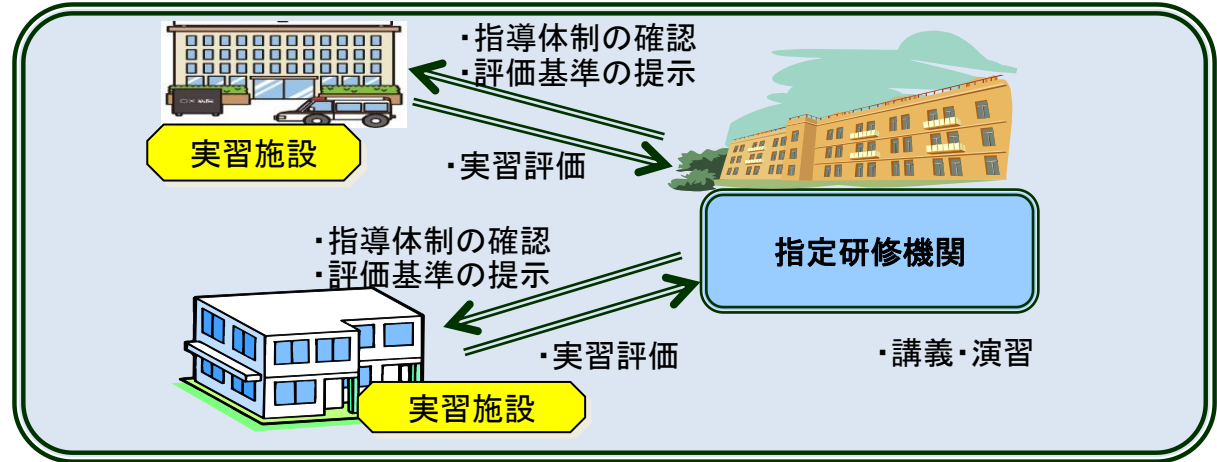 ・指導体制の確認
・評価基準の提示
実習施設
・実習評価
・指導体制の確認
・評価基準の提示
指定研修機関
・実習評価
・講義・演習
実習施設